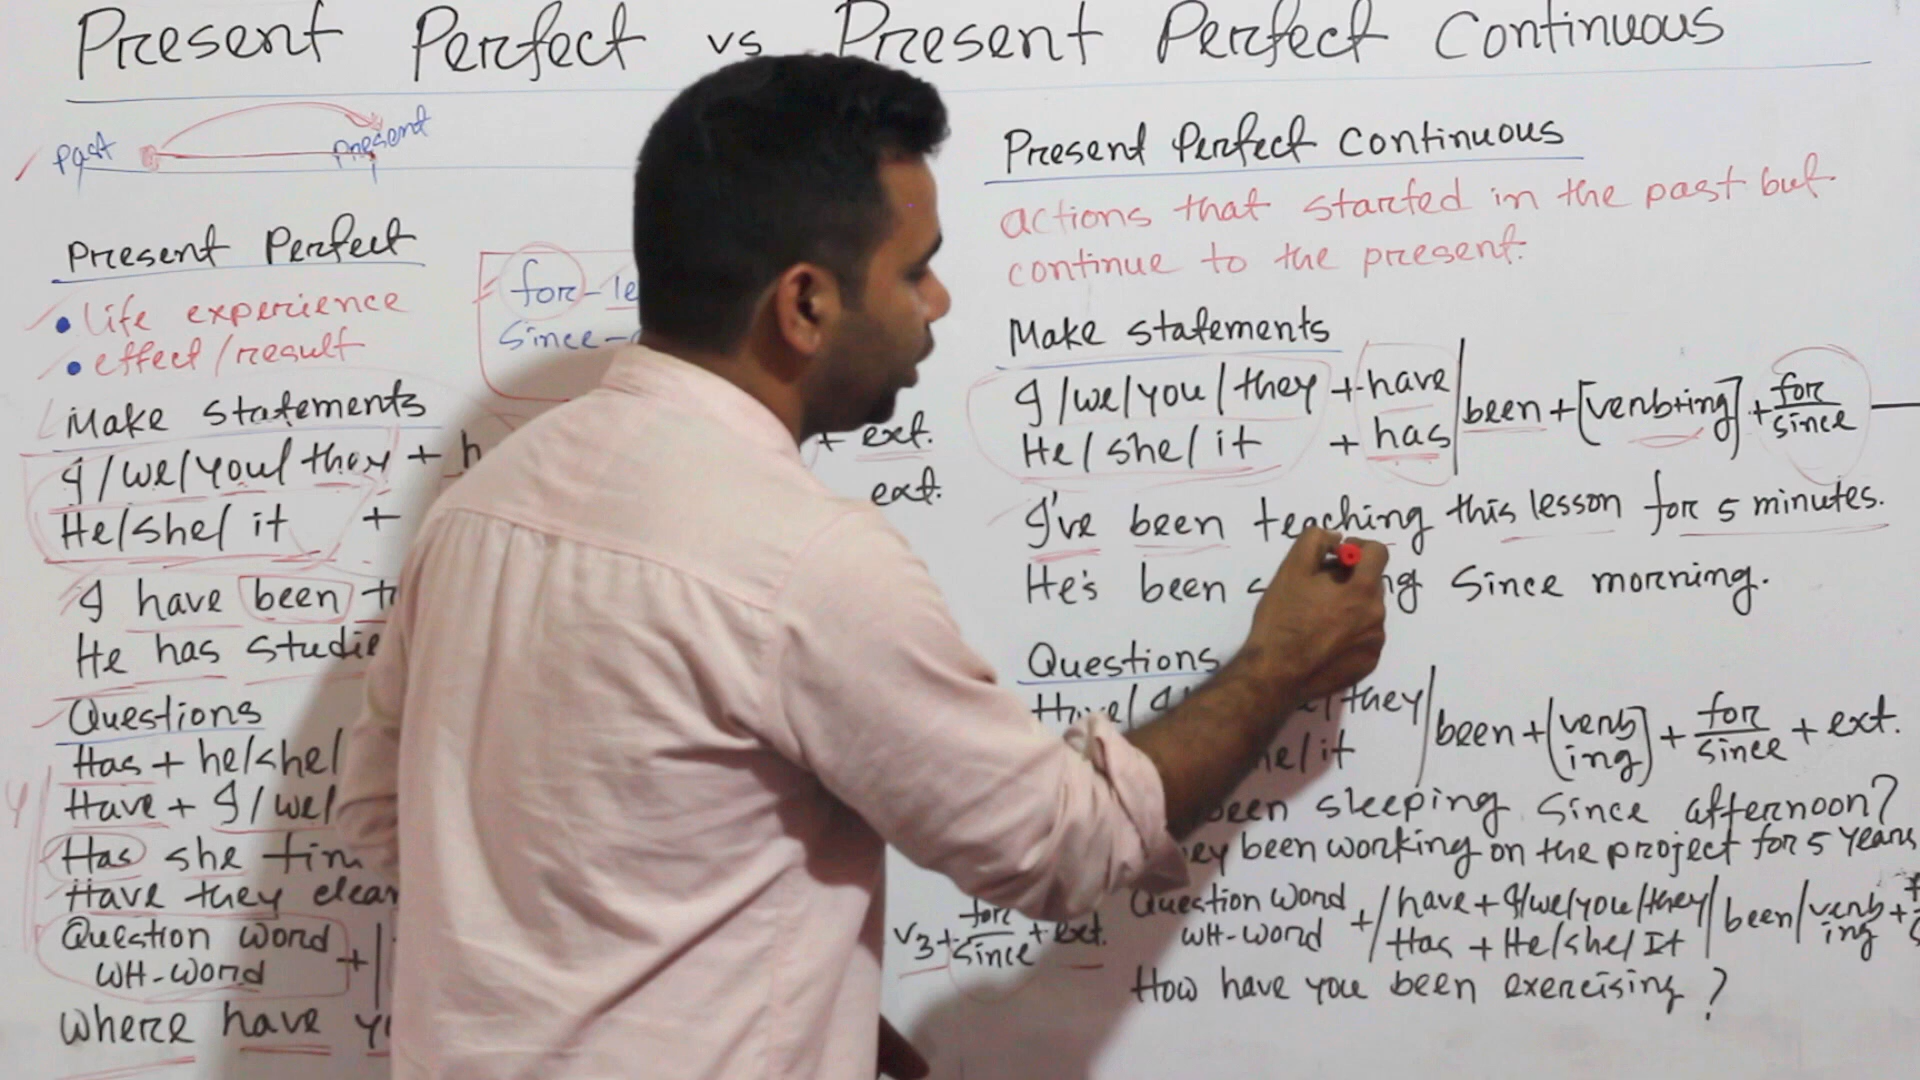 Present Perfect vs Present Perfect Continuous
Past Present
Present Perfect
• life experience
• effect/result
for-
Since-
Make statements
I/we/you/they +
He/she/it +
I have been
He has
Questions
Has + he/she/
Have + I/we/
Has she
Have they
Question word
WH-word +
Where have
+ ext.
ext.
V3 + for/since + ext.
Present Perfect Continuous
actions that started in the past but
continue to the present.
Make statements
I/we/you/they + have
He/she/it + has
been + [verb+ing] + for/since
I've been teaching this lesson for 5 minutes.
He's been since morning.
Questions
Have/I they
it
been + (verb ing) + for/since + ext.
been sleeping since afternoon?
been working on the project for 5 years
Question word
WH-word
+ / have + I/we/you/they
Has + He/she/It
been / verb ing +
How have you been exercising?